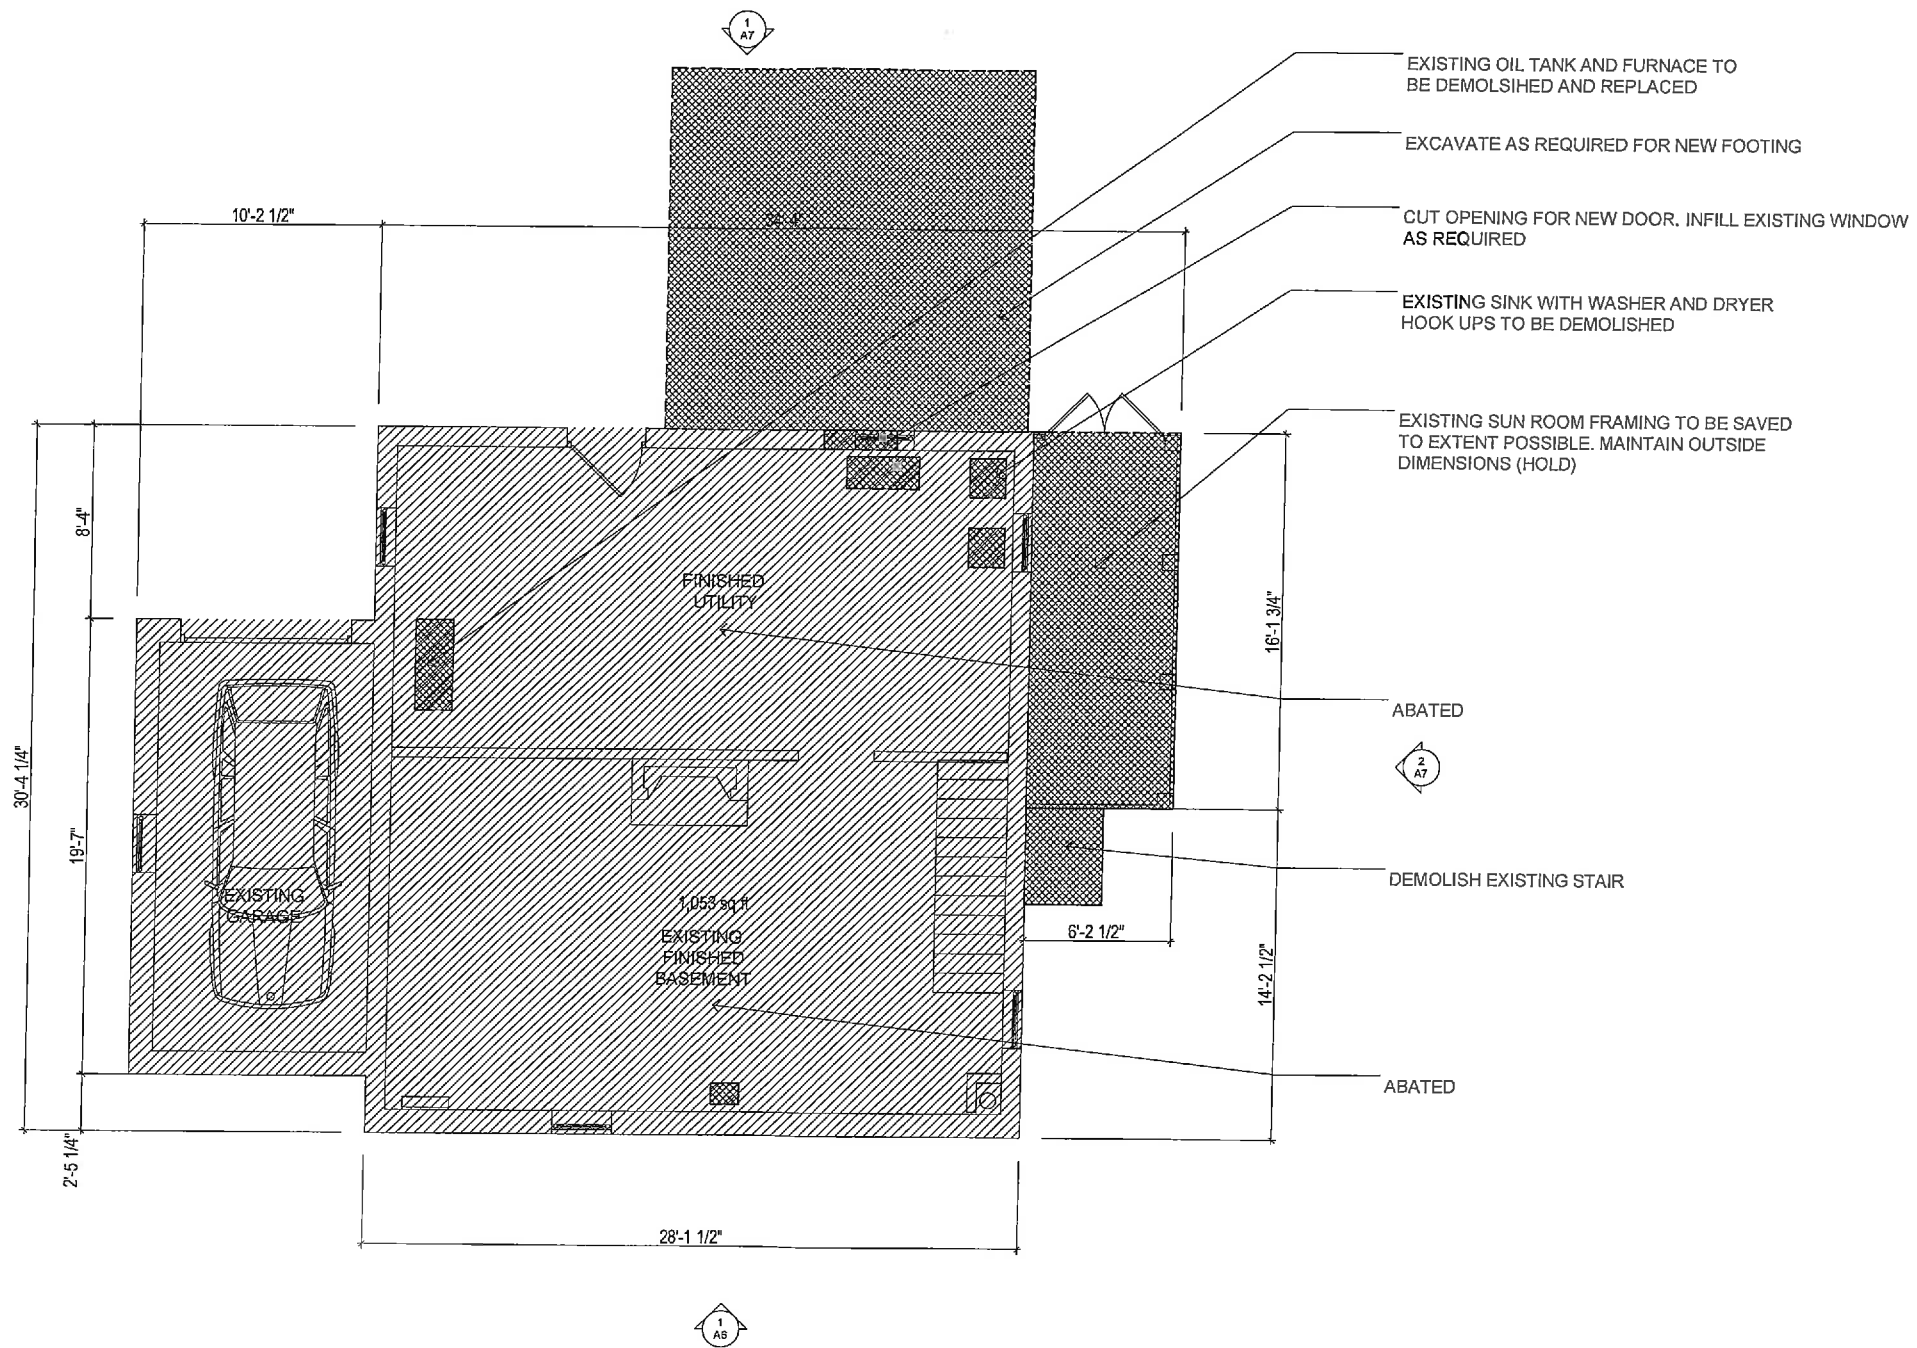 1
A7
EXISTING OIL TANK AND FURNACE TO
BE DEMOLSIHED AND REPLACED
EXCAVATE AS REQUIRED FOR NEW FOOTING
10'-2 1/2"
34'-4"
CUT OPENING FOR NEW DOOR. INFILL EXISTING WINDOW
AS REQUIRED
EXISTING SINK WITH WASHER AND DRYER
HOOK UPS TO BE DEMOLISHED
EXISTING SUN ROOM FRAMING TO BE SAVED
TO EXTENT POSSIBLE. MAINTAIN OUTSIDE
DIMENSIONS (HOLD)
8'-4"
FINISHED
UTILITY
16'-1 3/4"
ABATED
30'-4 1/4"
2
A7
19'-7"
EXISTING
GARAGE
1,053 sq ft
EXISTING
FINISHED
BASEMENT
DEMOLISH EXISTING STAIR
6'-2 1/2"
14'-2 1/2"
ABATED
2'-5 1/4"
28'-1 1/2"
1
A6